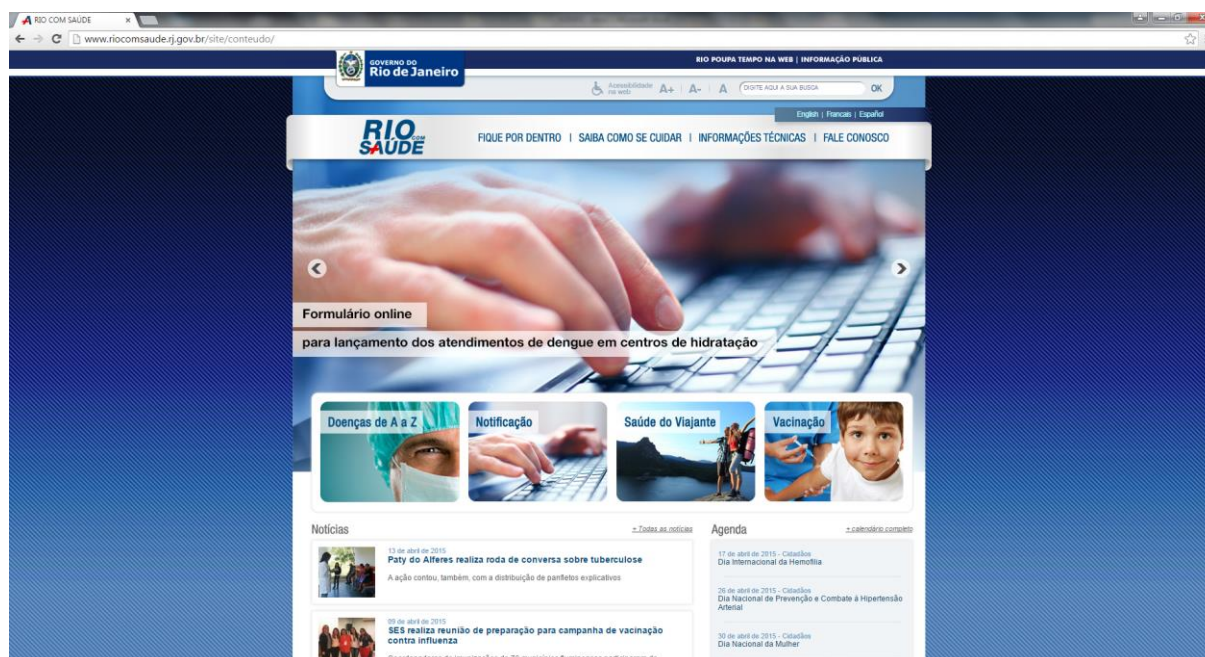 RIO COM SAÚDE
www.riocomsaude.rj.gov.br/site/conteudo/
GOVERNO DO
Rio de Janeiro
RIO POUPA TEMPO NA WEB | INFORMAÇÃO PÚBLICA
Acessibilidade
na web
A+ | A- | A
DIGITE AQUI A SUA BUSCA
OK
English | Francais | Español
RIO COM
SAÚDE
FIQUE POR DENTRO | SAIBA COMO SE CUIDAR | INFORMAÇÕES TÉCNICAS | FALE CONOSCO
Formulário online
para lançamento dos atendimentos de dengue em centros de hidratação
Doenças de A a Z
Notificação
Saúde do Viajante
Vacinação
Notícias
+ Todas as notícias
13 de abril de 2015
Paty do Alferes realiza roda de conversa sobre tuberculose
A ação contou, também, com a distribuição de panfletos explicativos
09 de abril de 2015
SES realiza reunião de preparação para campanha de vacinação
contra influenza
Agenda
+ calendário completo
17 de abril de 2015 - Cidadãos
Dia Internacional da Hemofilia
26 de abril de 2015 - Cidadãos
Dia Nacional de Prevenção e Combate à Hipertensão
Arterial
30 de abril de 2015 - Cidadãos
Dia Nacional da Mulher